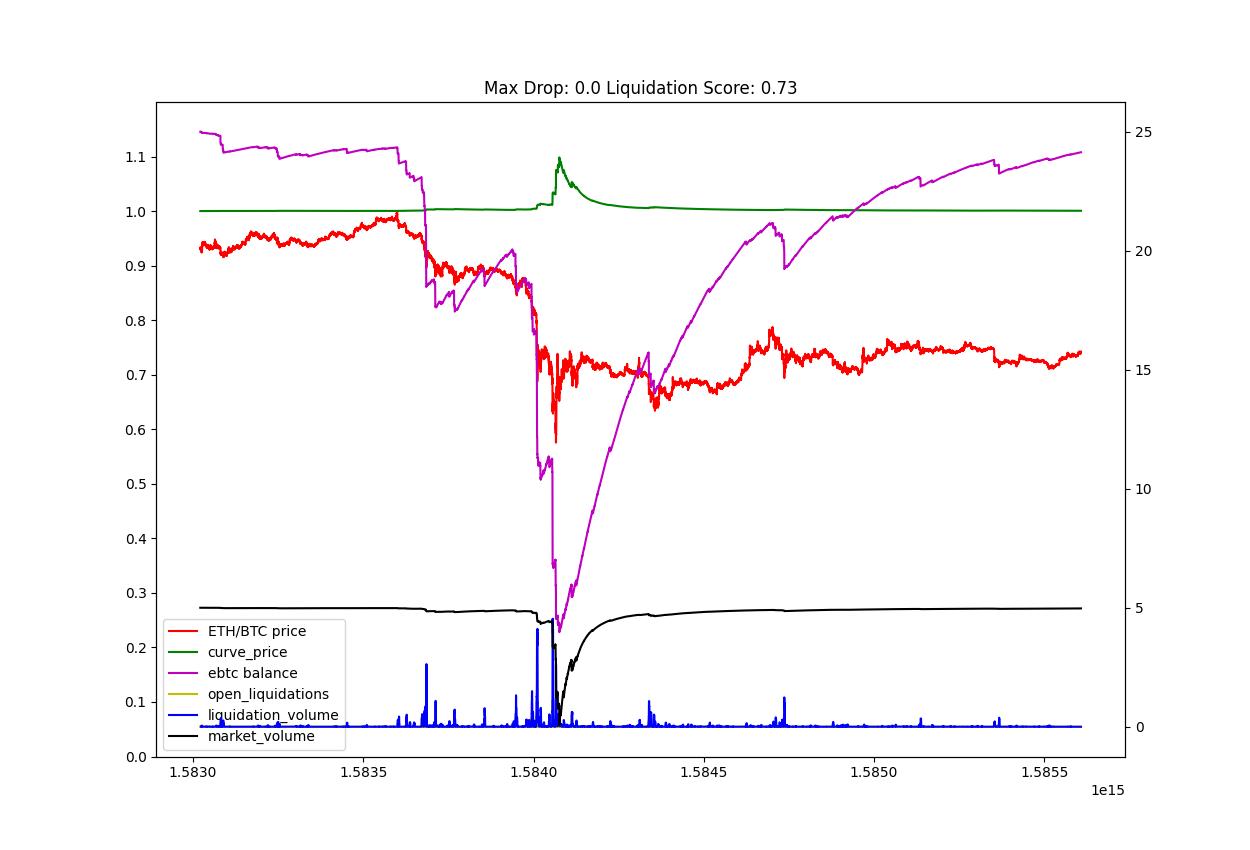 Max Drop: 0.0 Liquidation Score: 0.73
1.1
1.0
0.9
0.8
0.7
0.6
0.5
0.4
0.3
0.2
0.1
0.0
25
20
15
10
5
0
ETH/BTC price
curve_price
ebtc balance
open_liquidations
liquidation_volume
market_volume
1.5830 1.5835 1.5840 1.5845 1.5850 1.5855
1e15